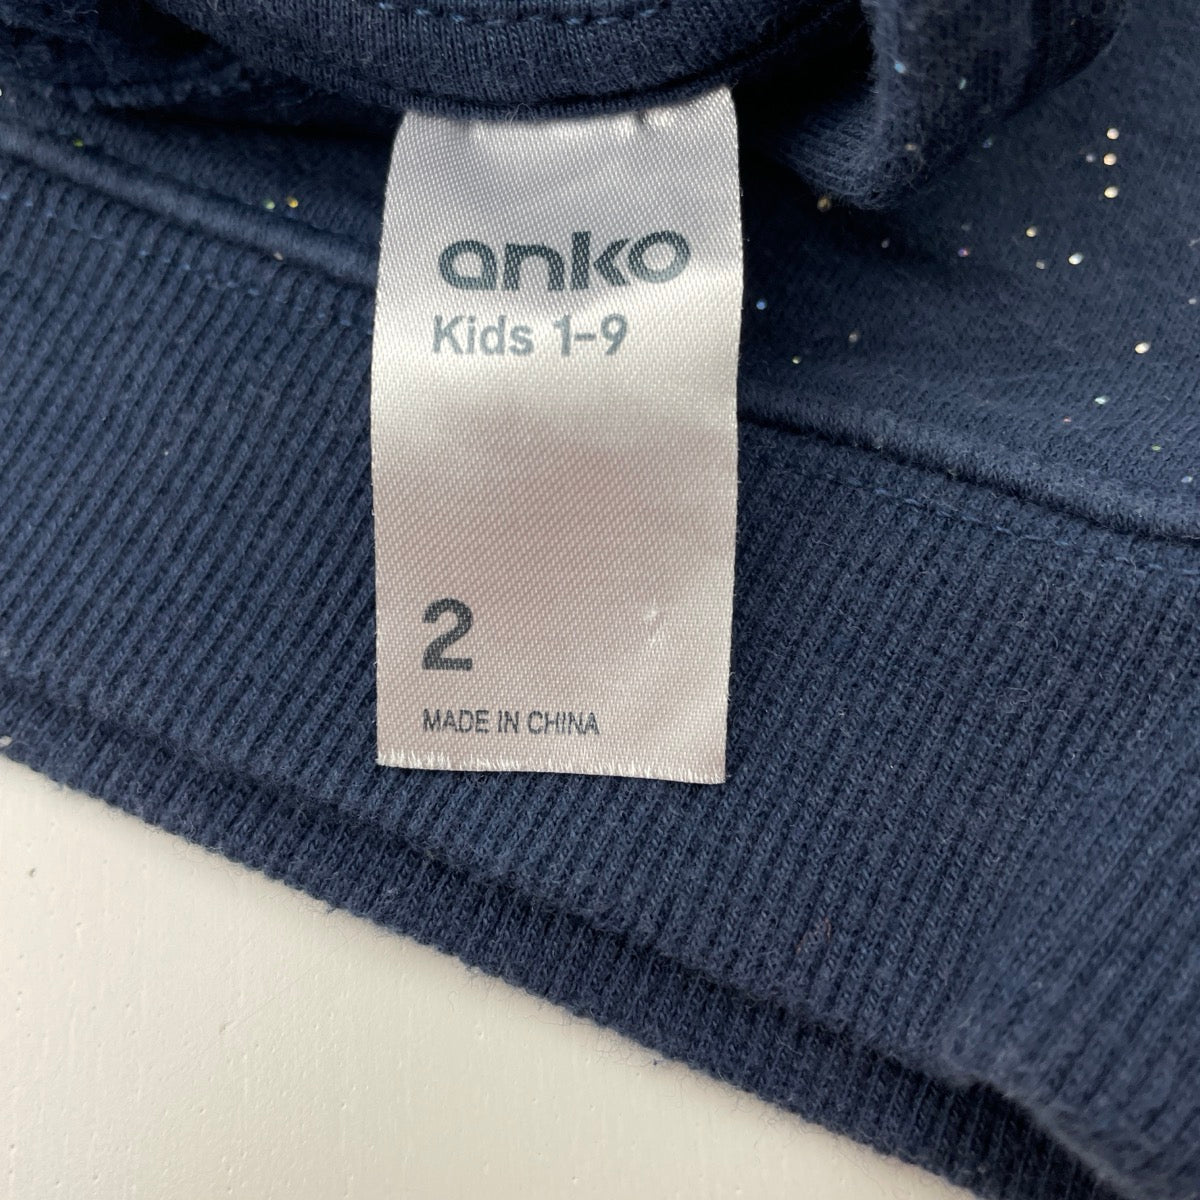 anko
Kids 1-9
2
MADE IN CHINA